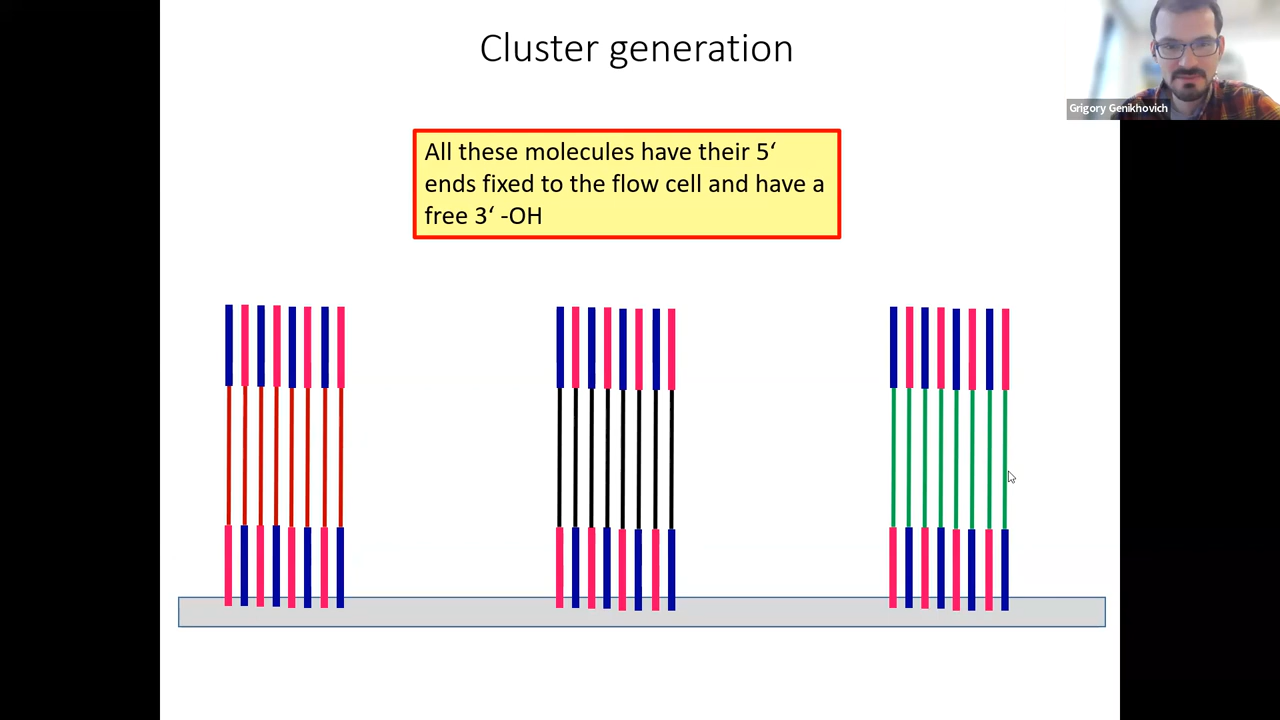 Cluster generation
Grigory Genikhovich
All these molecules have their 5‘
ends fixed to the flow cell and have a
free 3‘ -OH